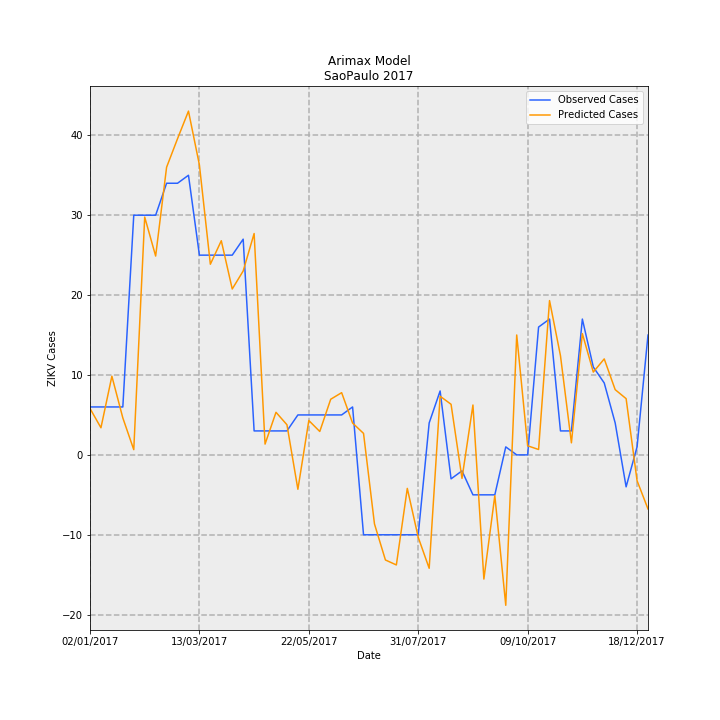 Arimax Model
SaoPaulo 2017
Observed Cases
Predicted Cases
ZIKV Cases
40
30
20
10
0
−10
−20
02/01/2017 13/03/2017 22/05/2017 31/07/2017 09/10/2017 18/12/2017
Date